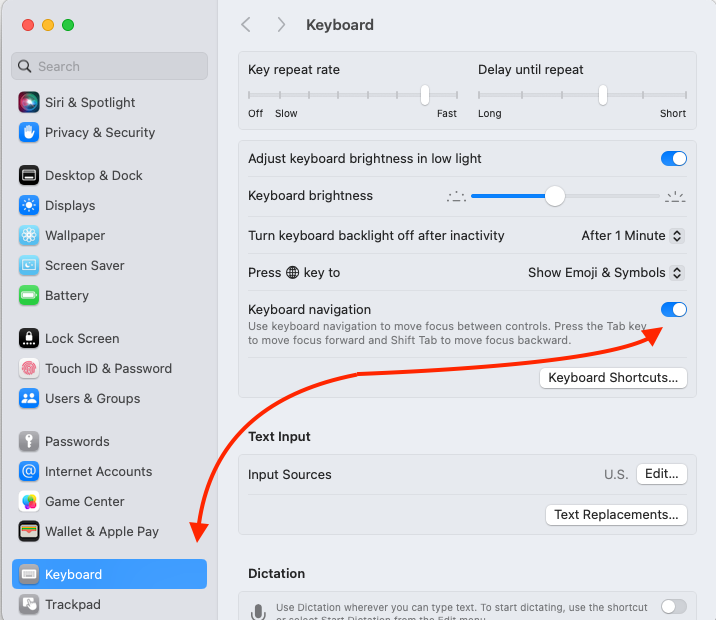 Search
Siri & Spotlight
Privacy & Security
Desktop & Dock
Displays
Wallpaper
Screen Saver
Battery
Lock Screen
Touch ID & Password
Users & Groups
Passwords
Internet Accounts
Game Center
Wallet & Apple Pay
Keyboard
Trackpad
Keyboard
Key repeat rate
Off Slow Fast
Delay until repeat
Long Short
Adjust keyboard brightness in low light
Keyboard brightness
Turn keyboard backlight off after inactivity After 1 Minute
Press key to Show Emoji & Symbols
Keyboard navigation
Use keyboard navigation to move focus between controls. Press the Tab key
to move focus forward and Shift Tab to move focus backward.
Keyboard Shortcuts...
Text Input
Input Sources U.S. Edit...
Text Replacements...
Dictation
Use Dictation wherever you can type text. To start dictating, use the shortcut
or select Start Dictation from the Edit menu.